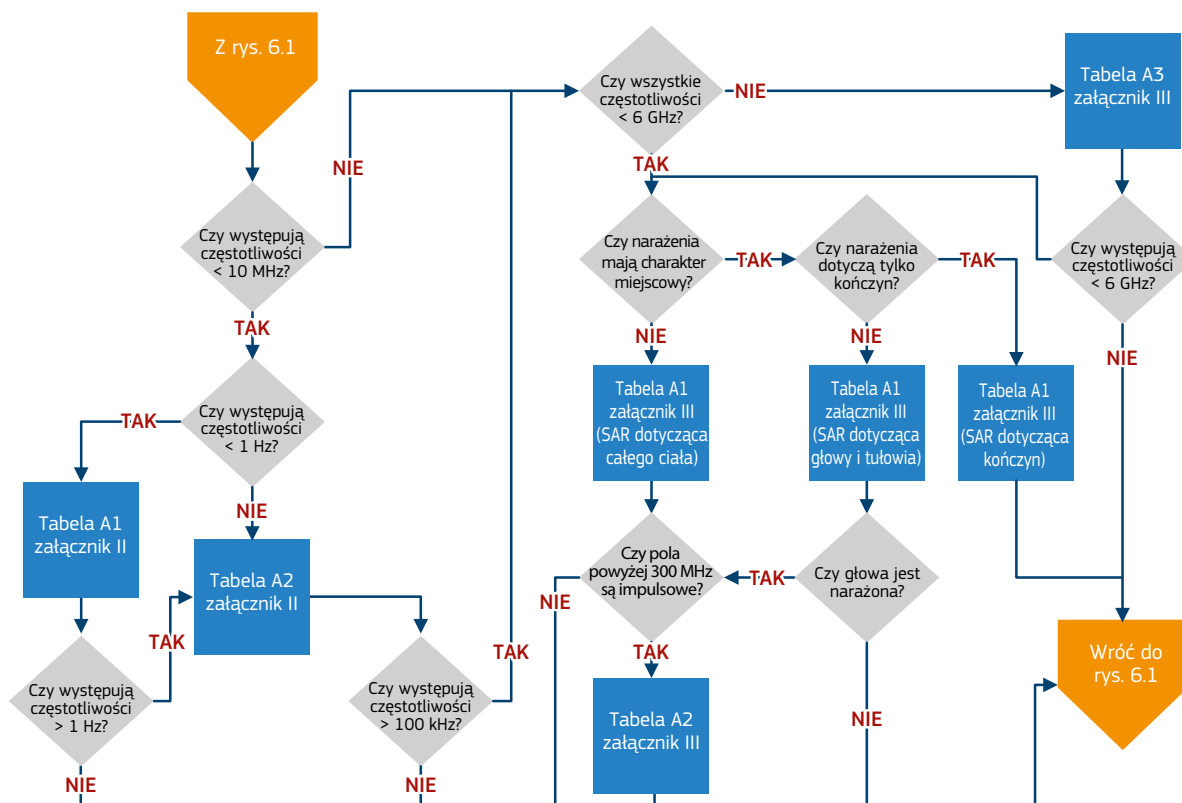 Z rys. 6.1
Czy występują
częstotliwości
< 10 MHz?
NIE
TAK
Czy występują
częstotliwości
< 1 Hz?
TAK
NIE
Tabela A1
załącznik II
Tabela A2
załącznik II
Czy występują
częstotliwości
> 1 Hz?
TAK
NIE
Czy występują
częstotliwości
> 100 kHz?
TAK
NIE
Czy wszystkie
częstotliwości
< 6 GHz?
NIE
TAK
Tabela A3
załącznik III
Czy narażenia
mają charakter
miejscowy?
TAK
NIE
Czy narażenia
dotyczą tylko
kończyn?
TAK
NIE
Czy występują
częstotliwości
< 6 GHz?
NIE
Tabela A1
załącznik III
(SAR dotycząca
całego ciała)
Tabela A1
załącznik III
(SAR dotycząca
głowy i tułowia)
Tabela A1
załącznik III
(SAR dotycząca
kończyn)
Czy pola
powyżej 300 MHz
są impulsowe?
NIE
TAK
Czy głowa jest
narażona?
TAK
NIE
Tabela A2
załącznik III
Wróć do
rys. 6.1